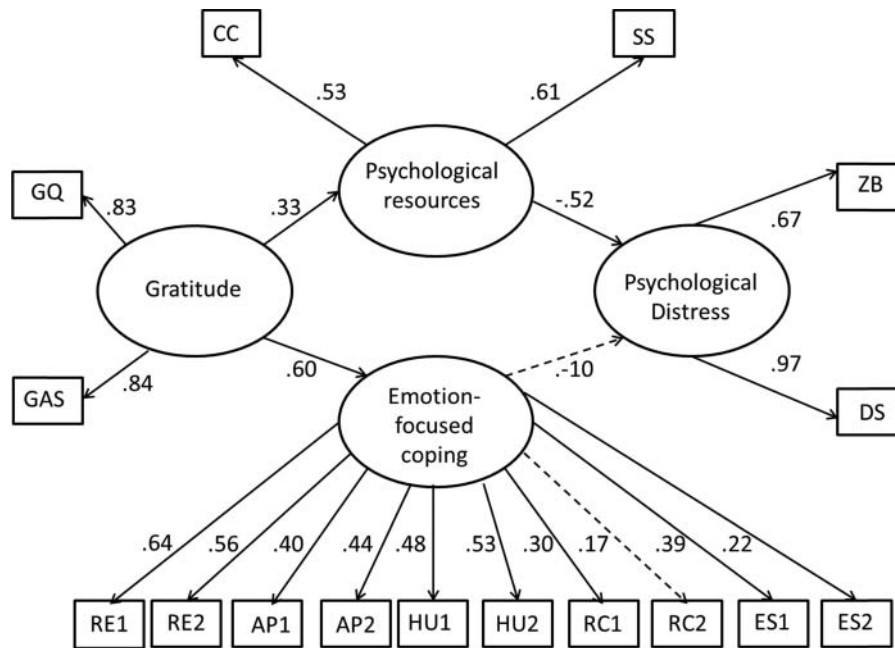 CC
SS
.53
.61
Psychological
resources
GQ
ZB
.83
.33
-.52
.67
Gratitude
Psychological
Distress
GAS
.84
.60
.-10
.97
DS
Emotion-
focused
coping
.64
.56
.40
.44
.48
.53
.30
.17
.39
.22
RE1
RE2
AP1
AP2
HU1
HU2
RC1
RC2
ES1
ES2